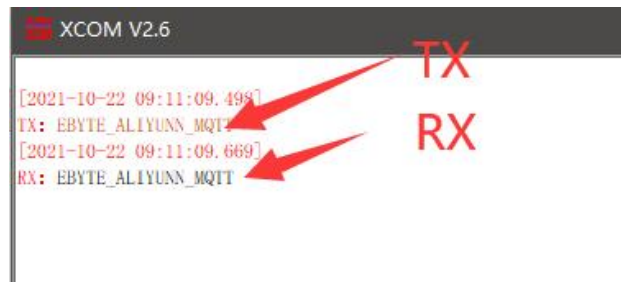 XCOM V2.6
TX
[2021-10-22 09:11:09.498]
TX: EBYTE_ALIYUNN_MQTT
RX
[2021-10-22 09:11:09.669]
RX: EBYTE_ALIYUNN_MQTT